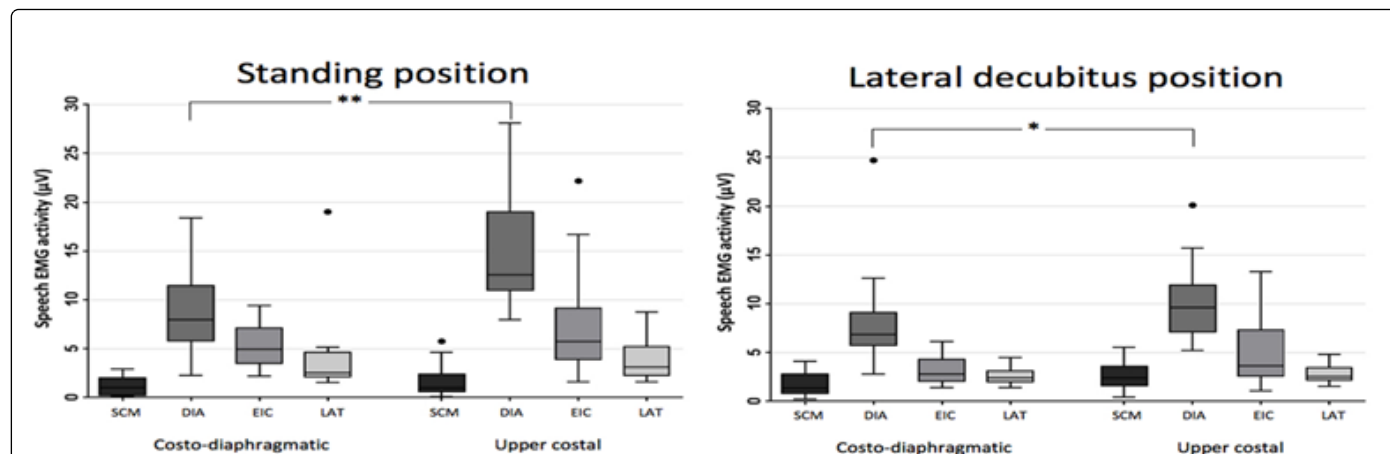 Standing position
30
25
20
15
10
5
0
Speech EMG activity (µV)
**
SCM DIA EIC LAT SCM DIA EIC LAT
Costo-diaphragmatic Upper costal
Lateral decubitus position
30
25
20
15
10
5
0
Speech EMG activity (µV)
*
SCM DIA EIC LAT SCM DIA EIC LAT
Costo-diaphragmatic Upper costal